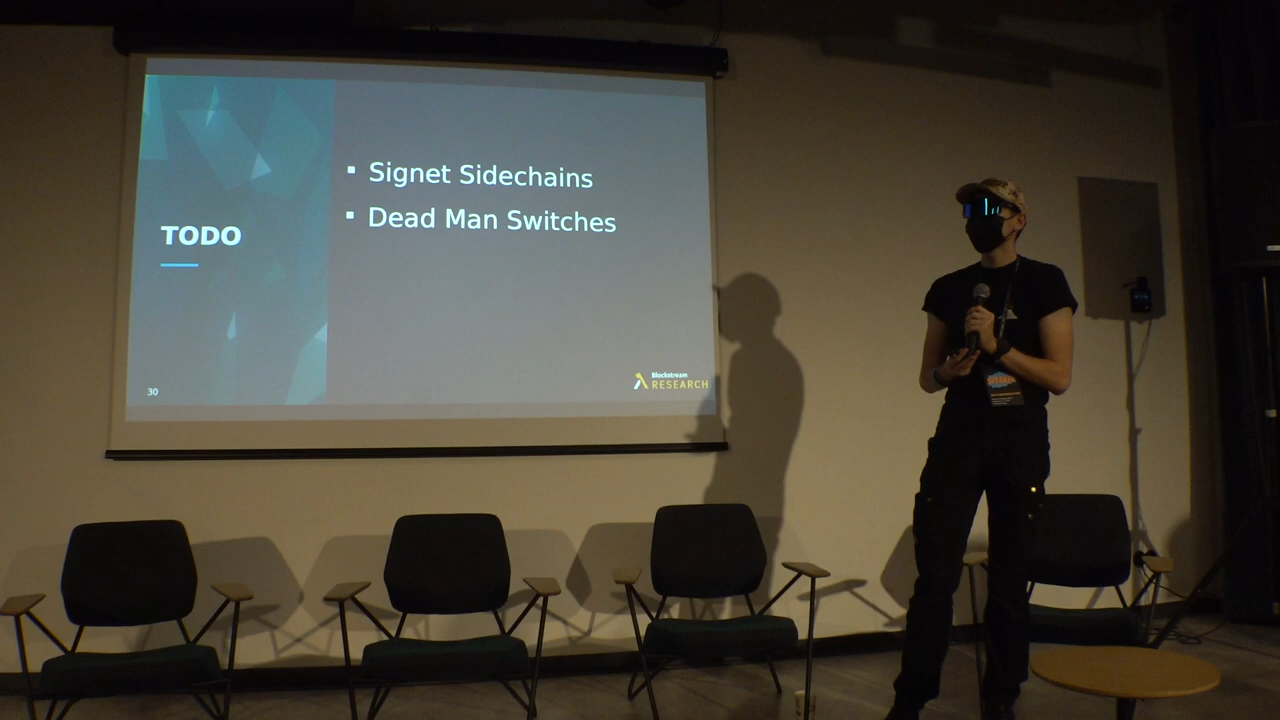 TODO
▪ Signet Sidechains
▪ Dead Man Switches
30
Blockstream
RESEARCH